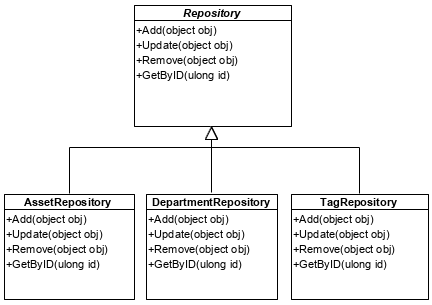 Repository
+Add(object obj)
+Update(object obj)
+Remove(object obj)
+GetByID(ulong id)
AssetRepository
+Add(object obj)
+Update(object obj)
+Remove(object obj)
+GetByID(ulong id)
DepartmentRepository
+Add(object obj)
+Update(object obj)
+Remove(object obj)
+GetByID(ulong id)
TagRepository
+Add(object obj)
+Update(object obj)
+Remove(object obj)
+GetByID(ulong id)